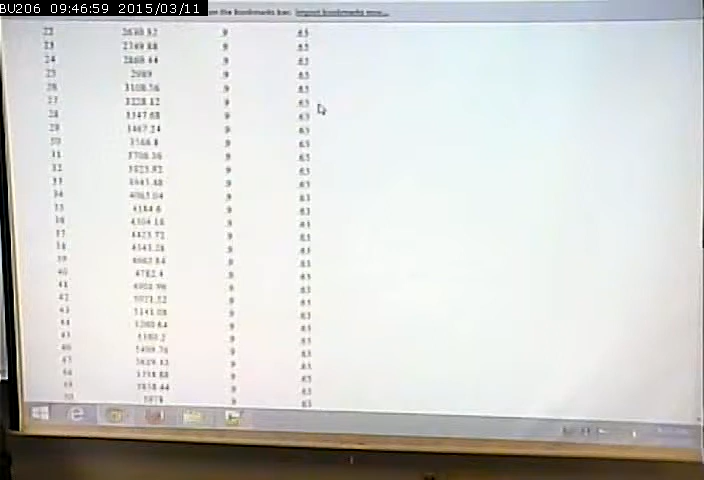 BU206 09:46:59 2015/03/11
on the bookmarks bar. Import bookmarks now...
22 2630.32 .9 .65
23 2749.88 .9 .65
24 2869.44 .9 .65
25 2989 .9 .65
26 3108.56 .9 .65
27 3228.12 .9 .65
28 3347.68 .9 .65
29 3467.24 .9 .65
30 3586.8 .9 .65
31 3706.36 .9 .65
32 3825.92 .9 .65
33 3945.48 .9 .65
34 4065.04 .9 .65
35 4184.6 .9 .65
36 4304.16 .9 .65
37 4423.72 .9 .65
38 4543.28 .9 .65
39 4662.84 .9 .65
40 4782.4 .9 .65
41 4901.96 .9 .65
42 5021.52 .9 .65
43 5141.08 .9 .65
44 5260.64 .9 .65
45 5380.2 .9 .65
46 5499.76 .9 .65
47 5619.32 .9 .65
48 5738.88 .9 .65
49 5858.44 .9 .65
50 5978 .9 .65